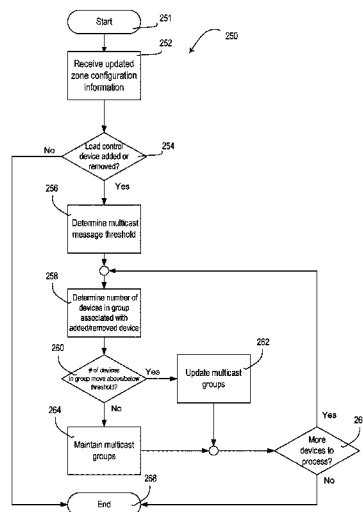 Start
251
252
250
Receive updated
zone configuration
information
No
Load control
device added or
removed?
254
Yes
256
Determine multicast
message threshold
258
Determine number of
devices in group
associated with
added/removed device
260
# of devices
in group move above/below
threshold?
Yes
262
Update multicast
groups
No
264
Maintain multicast
groups
Yes
26
More
devices to
process?
No
End
268